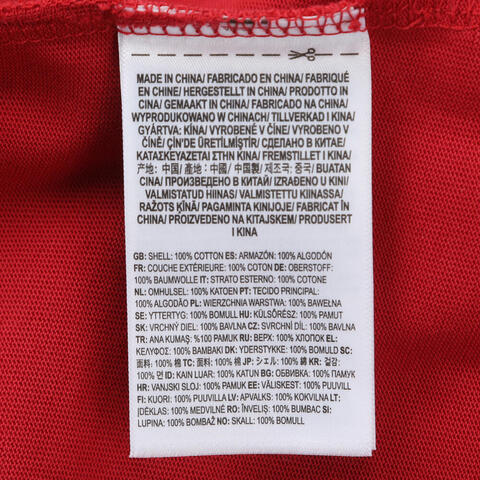 MADE IN CHINA/ FABRICADO EN CHINA/ FABRIQUÉ
EN CHINE/ HERGESTELLT IN CHINA/ PRODOTTO IN
CINA/ GEMAAKT IN CHINA/ FABRICADO NA CHINA/
WYPRODUKOWANO W CHINACH/ TILLVERKAD I KINA/
GYÁRTVA: KÍNA/ VYROBENÉ V ČÍNE/ VYROBENO V
ČÍNĚ/ ÇİN'DE ÜRETİLMİŞTİR/ СДЕЛАНО В КИТАЕ/
ΚΑΤΑΣΚΕΥΑΖΕΤΑΙ ΣΤΗΝ ΚΙΝΑ/ FREMSTILLET I KINA/
产地: 中国/ 產地: 中國/ 中国製/ 제조국: 중국/ BUATAN
CINA/ ПРОИЗВЕДЕНО В КИТАЙ/ IZRAĐENO U KINI/
VALMISTATUD HIINAS/ VALMISTETTU KIINASSA/
RAŽOTS ĶĪNĀ/ PAGAMINTA KINIJOJE/ FABRICAT ÎN
CHINA/ PROIZVEDENO NA KITAJSKEM/ PRODUSERT
I KINA
GB: SHELL: 100% COTTON ES: ARMAZÓN: 100% ALGODÓN
FR: COUCHE EXTÉRIEURE: 100% COTON DE: OBERSTOFF:
100% BAUMWOLLE IT: STRATO ESTERNO: 100% COTONE
NL: OMHULSEL: 100% KATOEN PT: TECIDO PRINCIPAL:
100% ALGODÃO PL: WIERZCHNIA WARSTWA: 100% BAWEŁNA
SE: YTTERTYG: 100% BOMULL HU: KÜLSŐRÉSZ: 100% PAMUT
SK: VRCHNÝ DIEL: 100% BAVLNA CZ: SVRCHNÍ DÍL: 100% BAVLNA
TR: ANA KUMAŞ: %100 PAMUK RU: ВЕРХ: 100% ХЛОПОК EL:
ΚΕΛΥΦΟΣ: 100% ΒΑΜΒΑΚΙ DK: YDERSTYKKE: 100% BOMULD SC:
面料: 100% 棉 TC: 面料: 100% 棉 JP: シェル: 100% 綿 KR: 겉감:
100% 면 ID: KAIN LUAR: 100% KATUN BG: ОБВИВКА: 100% ПАМУК
HR: VANJSKI SLOJ: 100% PAMUK EE: VÄLISKEST: 100% PUUVILL
FI: KUORI: 100% PUUVILLA LV: APVALKS: 100% KOKVILNA LT:
ĮDĖKLAS: 100% MEDVILNĖ RO: ÎNVELIŞ: 100% BUMBAC SI:
LUPINA: 100% BOMBAŽ NO: SKALL: 100% BOMULL